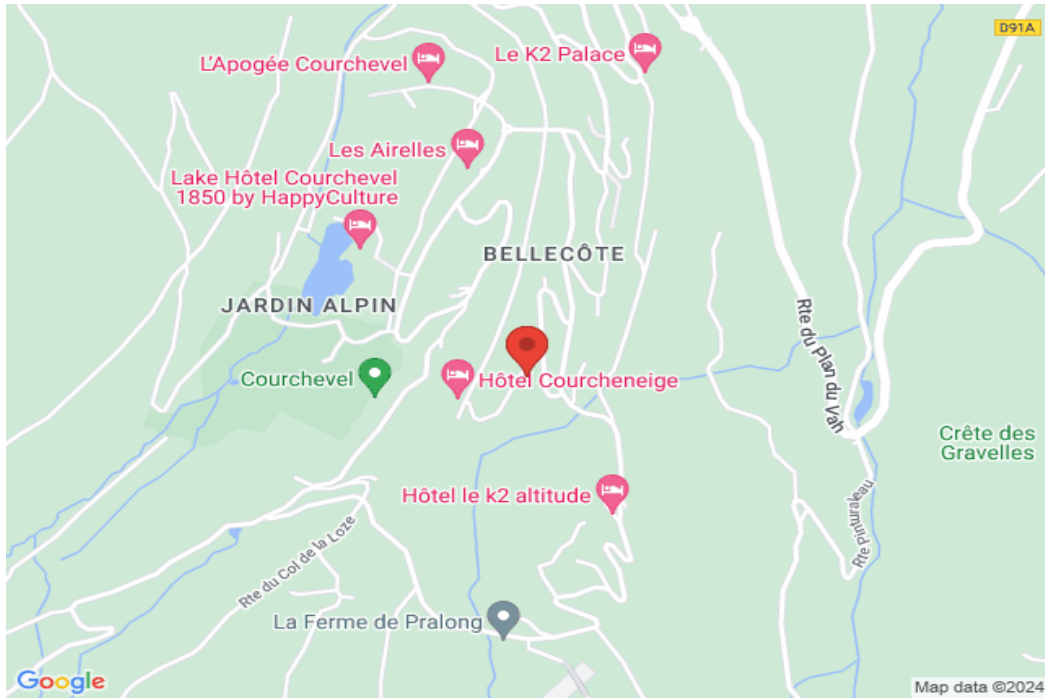 D91A
Le K2 Palace
L'Apogée Courchevel
Les Airelles
Lake Hôtel Courchevel
1850 by HappyCulture
BELLECÔTE
JARDIN ALPIN
Rte du Plan du Vah
Courchevel
Hôtel Courcheneige
Crête des
Gravelles
Hôtel le k2 altitude
Rte pinturaleau
Rte du Col de la Loze
La Ferme de Pralong
Google
Map data ©2024